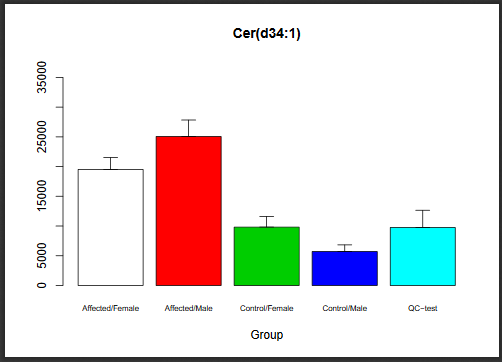 Cer(d34:1)
35000
25000
15000
5000
0
Affected/Female Affected/Male Control/Female Control/Male QC−test
Group